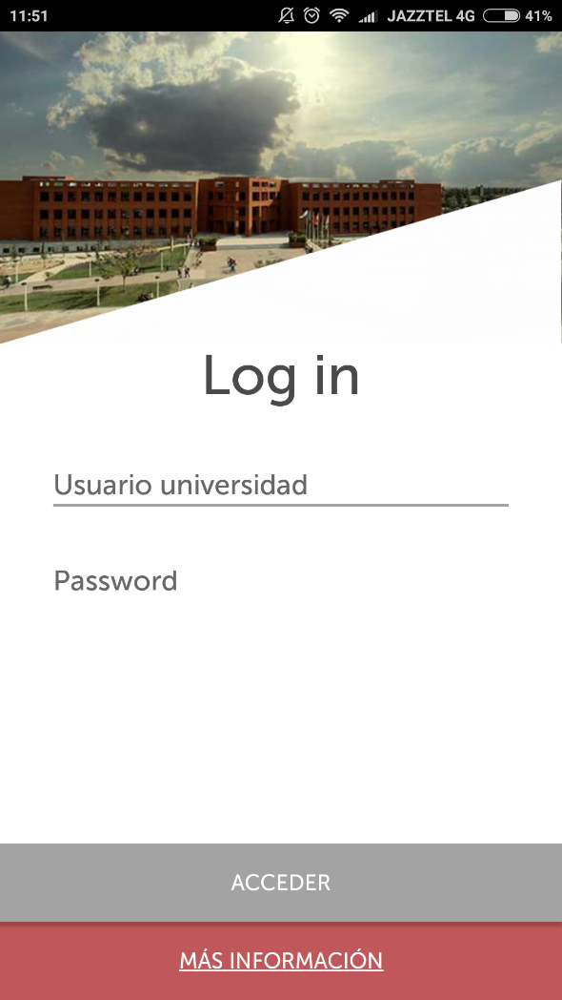 11:51 JAZZTEL 4G 41%
Log in
Usuario universidad
Password
ACCEDER
MÁS INFORMACIÓN